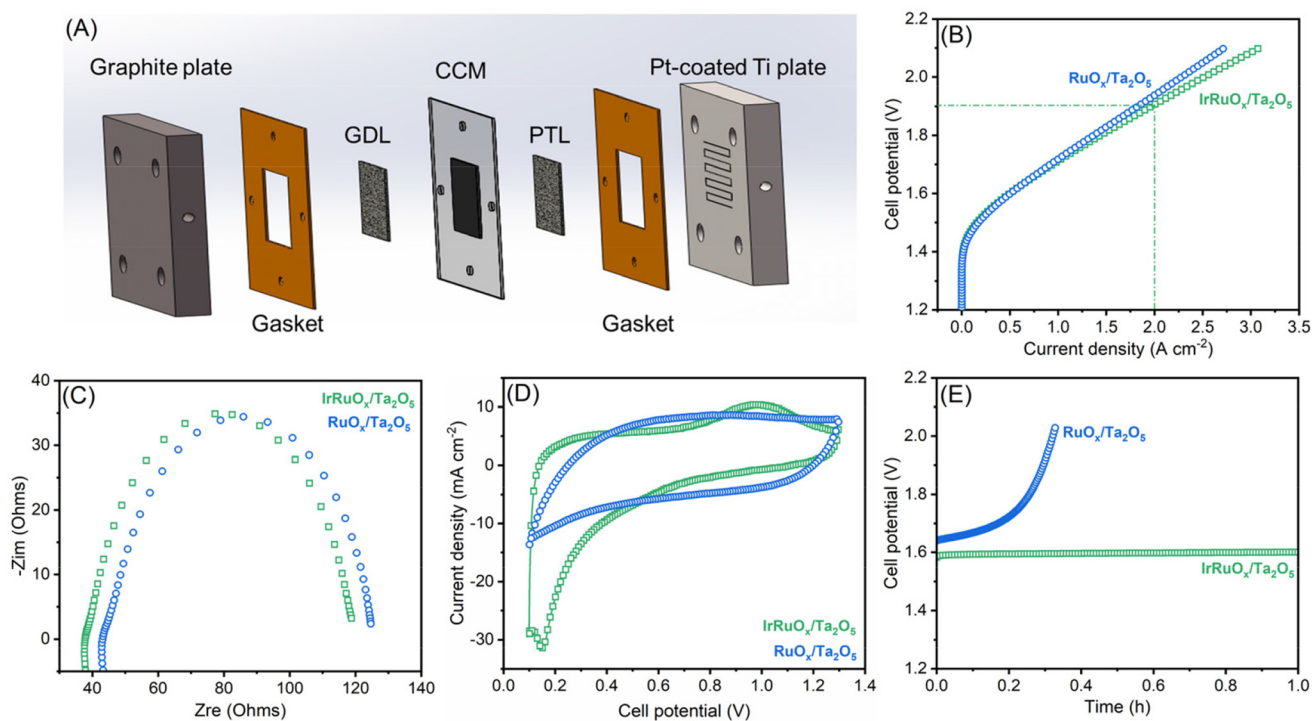 (A)
Graphite plate
CCM
Pt-coated Ti plate
GDL
PTL
Gasket
Gasket
(B)
Cell potential (V)
2.2
2.0
1.8
1.6
1.4
1.2
RuOₓ/Ta₂O₅
IrRuOₓ/Ta₂O₅
0.0 0.5 1.0 1.5 2.0 2.5 3.0 3.5
Current density (A cm⁻²)
(C)
-Zim (Ohms)
40
30
20
10
0
IrRuOₓ/Ta₂O₅
RuOₓ/Ta₂O₅
40 60 80 100 120 140
Zre (Ohms)
(D)
Current density (mA cm⁻²)
10
0
-10
-20
-30
IrRuOₓ/Ta₂O₅
RuOₓ/Ta₂O₅
0.0 0.2 0.4 0.6 0.8 1.0 1.2 1.4
Cell potential (V)
(E)
Cell potential (V)
2.2
2.0
1.8
1.6
1.4
1.2
RuOₓ/Ta₂O₅
IrRuOₓ/Ta₂O₅
0.0 0.2 0.4 0.6 0.8 1.0
Time (h)